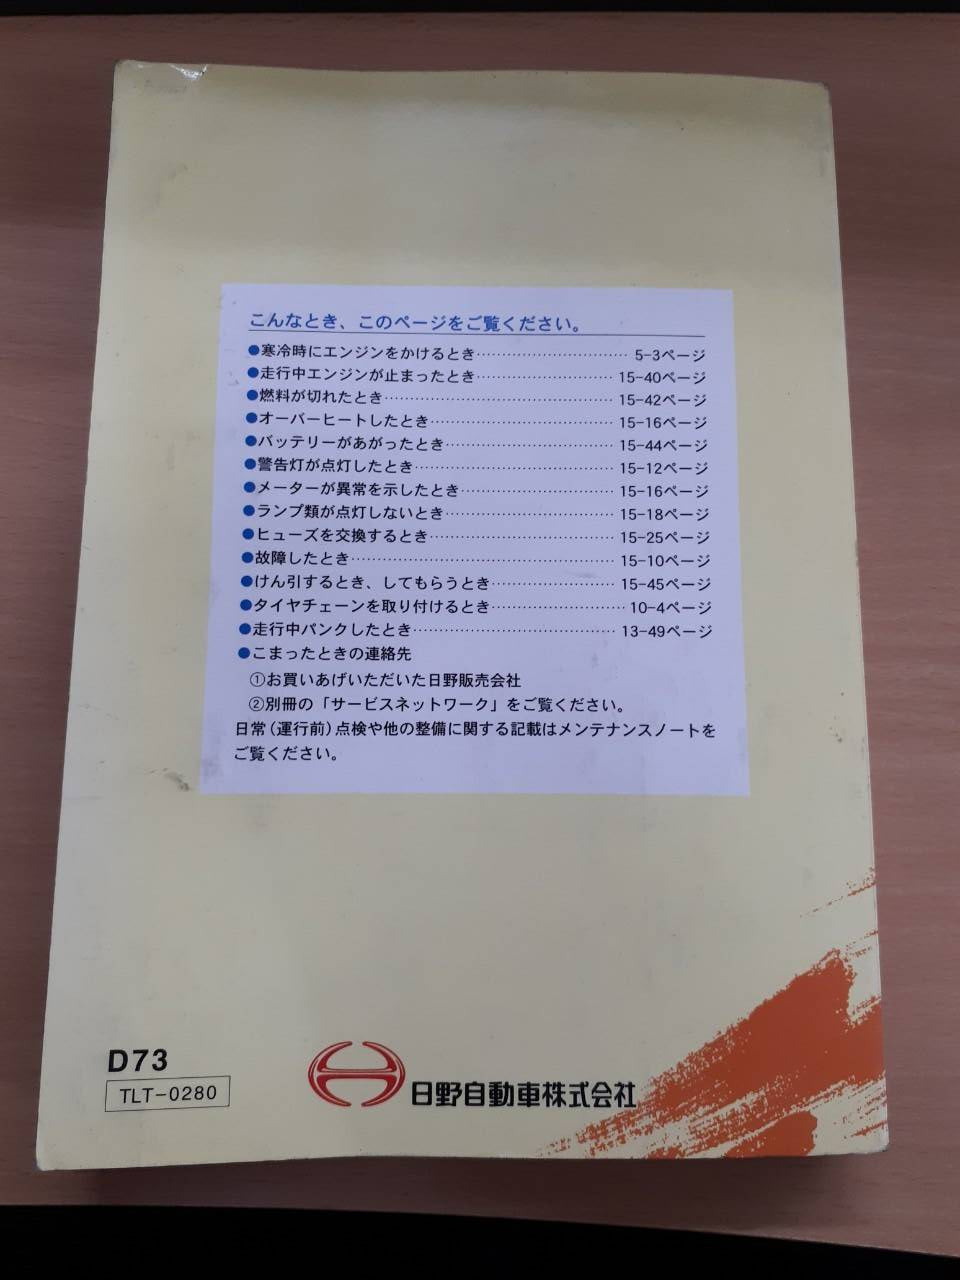 こんなとき、このページをご覧ください。
●寒冷時にエンジンをかけるとき…………………………5-3ページ
●走行中エンジンが止まったとき………………………15-40ページ
●燃料が切れたとき………………………………………15-42ページ
●オーバーヒートしたとき………………………………15-16ページ
●バッテリーがあがったとき……………………………15-44ページ
●警告灯が点灯したとき…………………………………15-12ページ
●メーターが異常を示したとき…………………………15-16ページ
●ランプ類が点灯しないとき……………………………15-18ページ
●ヒューズを交換するとき………………………………15-25ページ
●故障したとき……………………………………………15-10ページ
●けん引するとき、してもらうとき……………………15-45ページ
●タイヤチェーンを取り付けるとき……………………10-4ページ
●走行中パンクしたとき…………………………………13-49ページ
●こまったときの連絡先
①お買いあげいただいた日野販売会社
②別冊の「サービスネットワーク」をご覧ください。
日常(運行前)点検や他の整備に関する記載はメンテナンスノートを
ご覧ください。
D73
TLT-0280
日野自動車株式会社